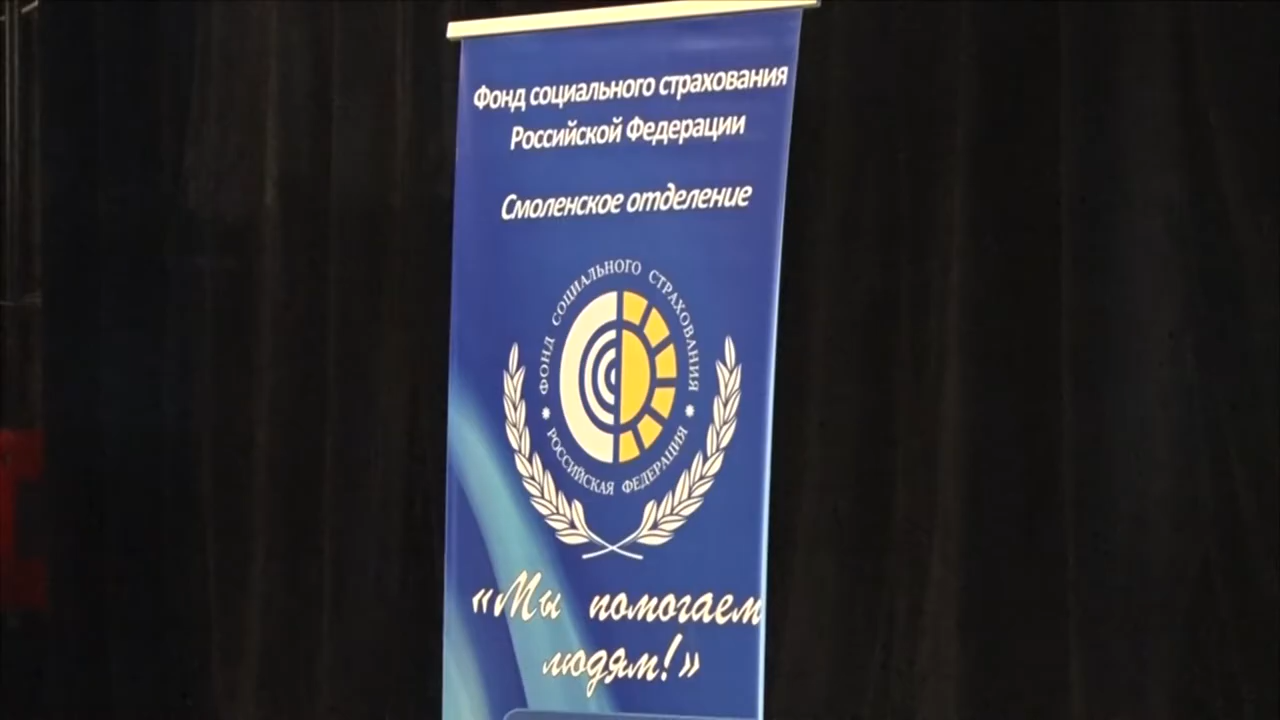 Фонд социального страхования
Российской Федерации
Смоленское отделение
ФОНД СОЦИАЛЬНОГО СТРАХОВАНИЯ
РОССИЙСКАЯ ФЕДЕРАЦИЯ
«Мы помогаем
людям!»